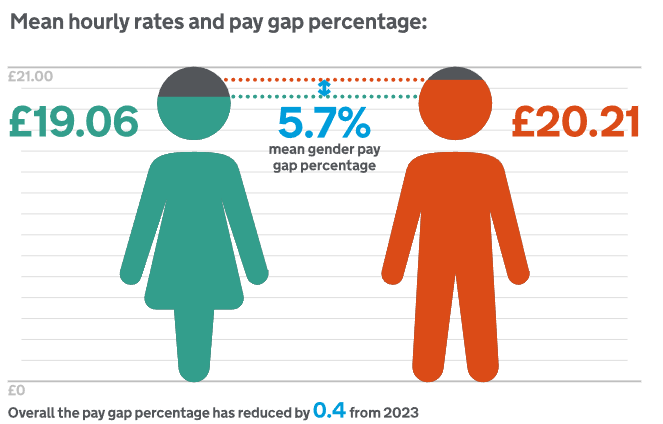 Mean hourly rates and pay gap percentage:
£21.00
£19.06
5.7%
£20.21
mean gender pay
gap percentage
£0
Overall the pay gap percentage has reduced by 0.4 from 2023